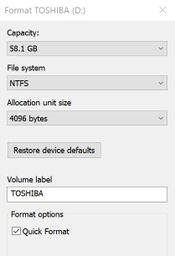 Format TOSHIBA (D:)
Capacity:
58.1 GB
File system
NTFS
Allocation unit size
4096 bytes
Restore device defaults
Volume label
TOSHIBA
Format options
Quick Format